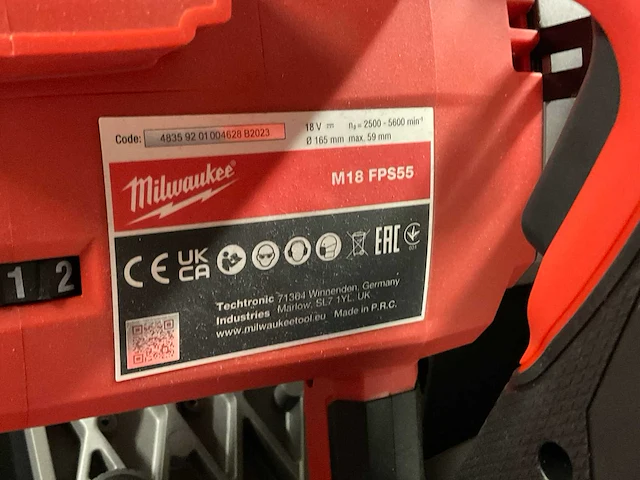 Code: 4835 92 01 004628 B2023
18 V n₀ = 2500 - 5600 min⁻¹
Ø 165 mm max. 59 mm
Milwaukee®
M18 FPS55
CE UK CA EAC
1 2
Techtronic Industries
71364 Winnenden, Germany
Marlow, SL7 1YL. UK
www.milwaukeetool.eu Made in P.R.C.